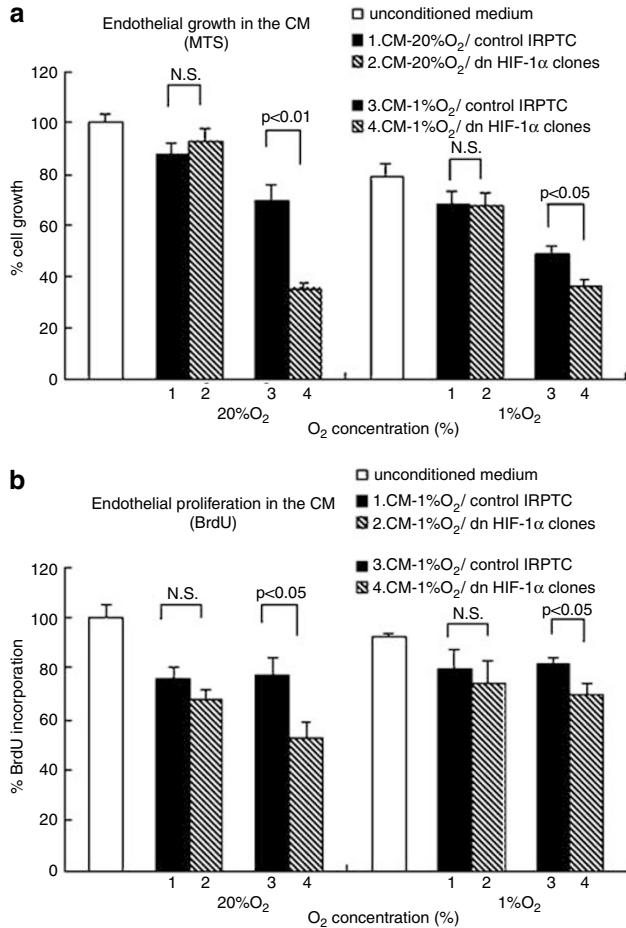 a
Endothelial growth in the CM
(MTS)
unconditioned medium
1.CM-20%O₂/ control IRPTC
2.CM-20%O₂/ dn HIF-1α clones
3.CM-1%O₂/ control IRPTC
4.CM-1%O₂/ dn HIF-1α clones
% cell growth
120
100
80
60
40
20
0
N.S.
p<0.01
N.S.
p<0.05
1 2 3 4 1 2 3 4
20%O₂ 1%O₂
O₂ concentration (%)
b
Endothelial proliferation in the CM
(BrdU)
unconditioned medium
1.CM-1%O₂/ control IRPTC
2.CM-1%O₂/ dn HIF-1α clones
3.CM-1%O₂/ control IRPTC
4.CM-1%O₂/ dn HIF-1α clones
% BrdU incorporation
120
100
80
60
40
20
0
N.S.
p<0.05
N.S.
p<0.05
1 2 3 4 1 2 3 4
20%O₂ 1%O₂
O₂ concentration (%)